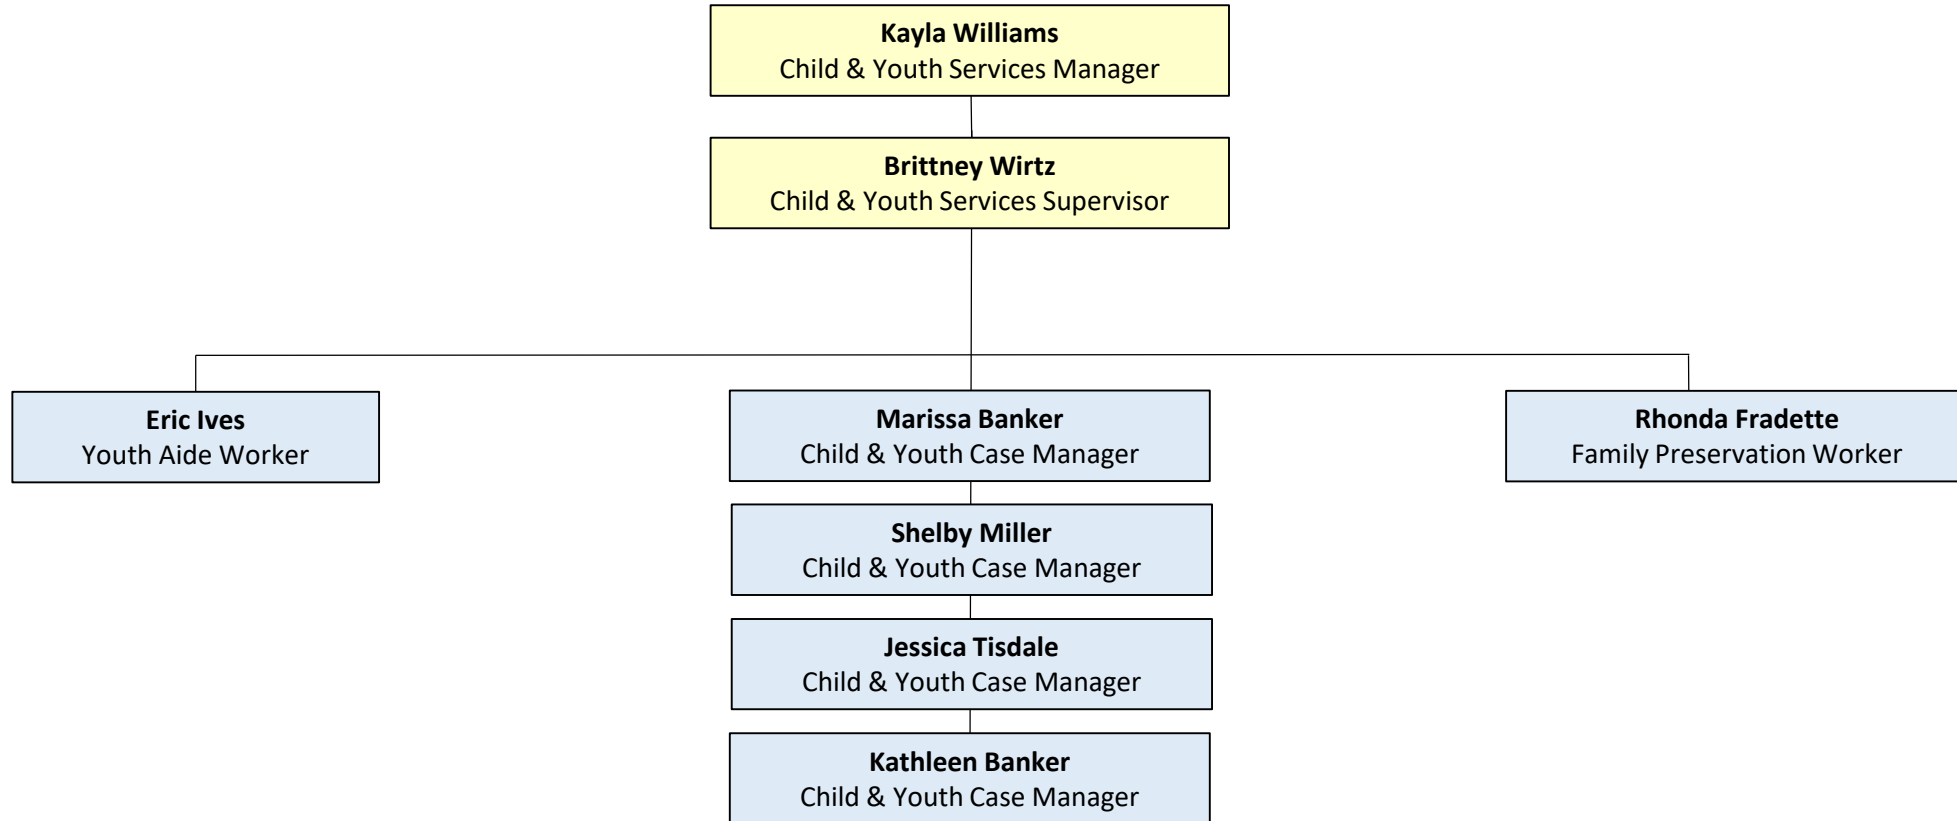 Kayla Williams
Child & Youth Services Manager
Brittney Wirtz
Child & Youth Services Supervisor
Eric Ives
Youth Aide Worker
Marissa Banker
Child & Youth Case Manager
Rhonda Fradette
Family Preservation Worker
Shelby Miller
Child & Youth Case Manager
Jessica Tisdale
Child & Youth Case Manager
Kathleen Banker
Child & Youth Case Manager